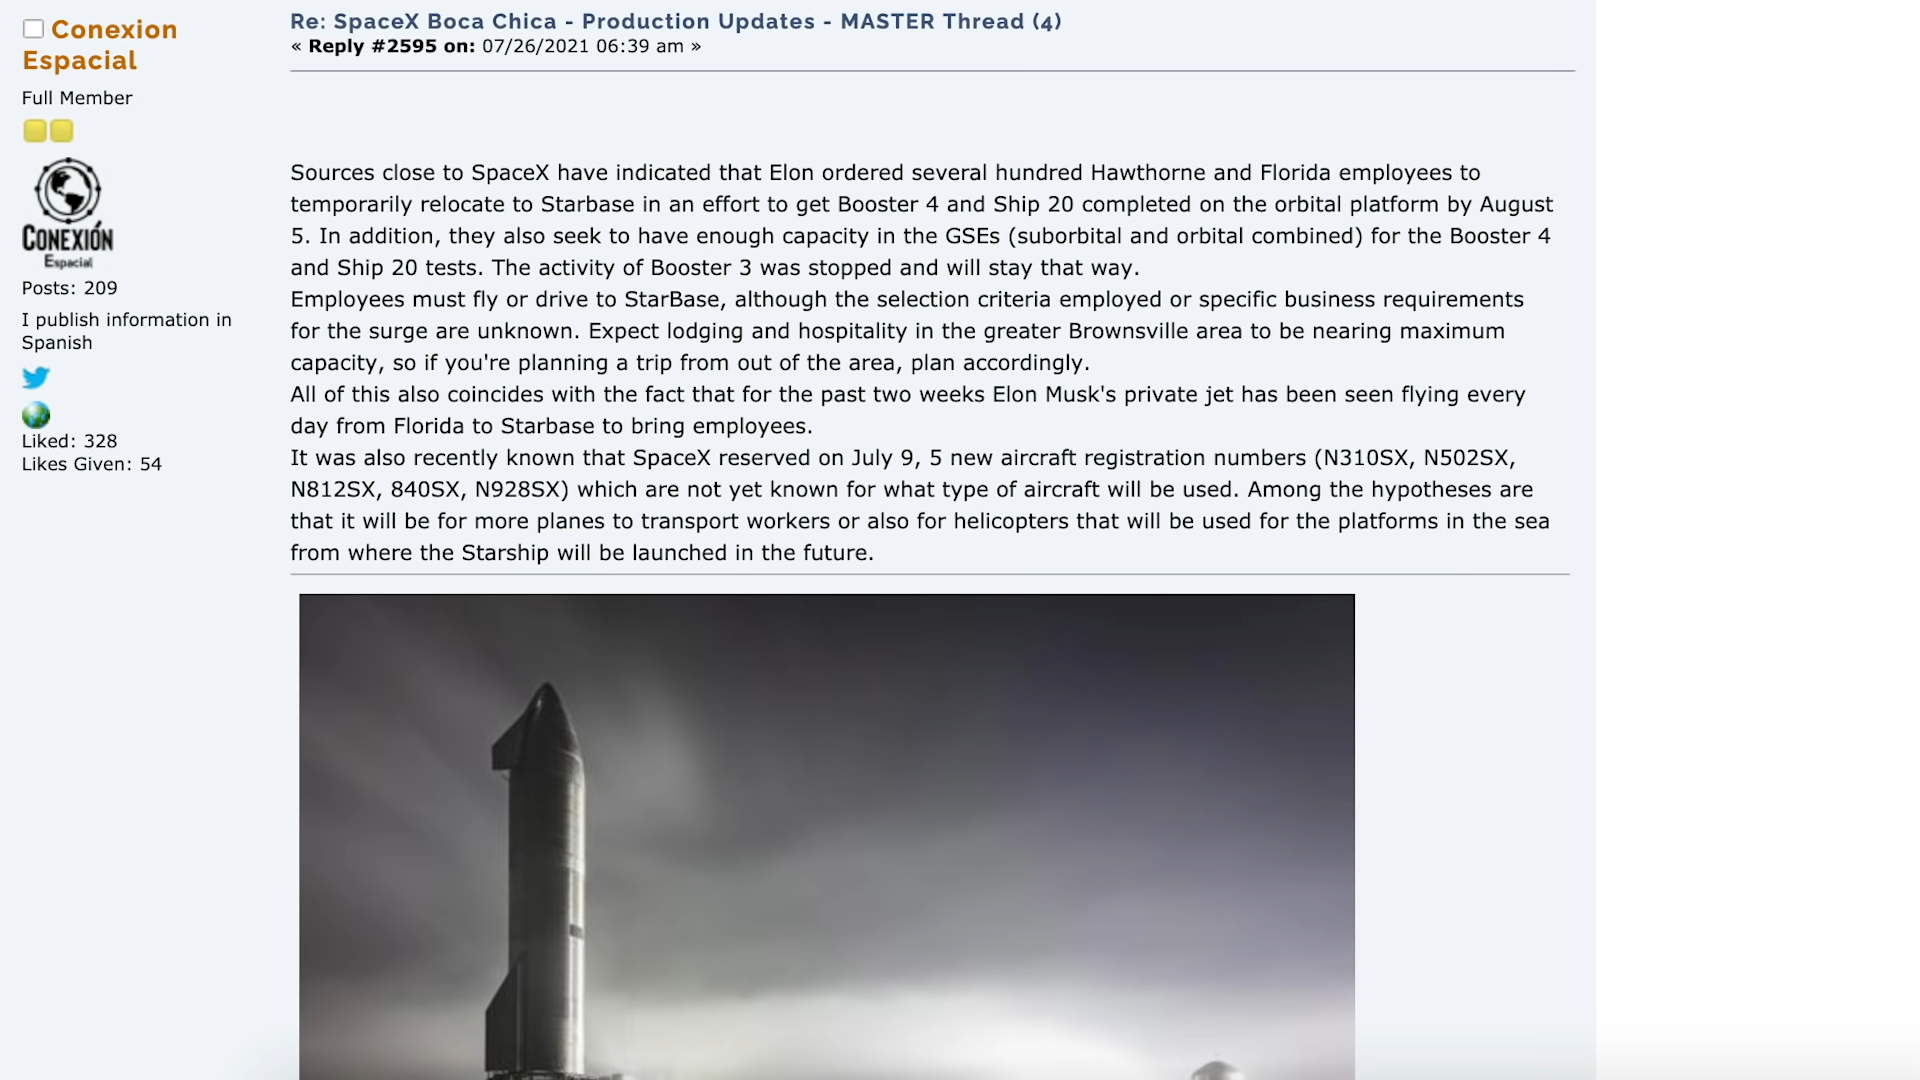 Conexion
Espacial
Full Member
CONEXIÓN
Espacial
Posts: 209
I publish information in
Spanish
Liked: 328
Likes Given: 54
Re: SpaceX Boca Chica - Production Updates - MASTER Thread (4)
« Reply #2595 on: 07/26/2021 06:39 am »
Sources close to SpaceX have indicated that Elon ordered several hundred Hawthorne and Florida employees to
temporarily relocate to Starbase in an effort to get Booster 4 and Ship 20 completed on the orbital platform by August
5. In addition, they also seek to have enough capacity in the GSEs (suborbital and orbital combined) for the Booster 4
and Ship 20 tests. The activity of Booster 3 was stopped and will stay that way.
Employees must fly or drive to StarBase, although the selection criteria employed or specific business requirements
for the surge are unknown. Expect lodging and hospitality in the greater Brownsville area to be nearing maximum
capacity, so if you're planning a trip from out of the area, plan accordingly.
All of this also coincides with the fact that for the past two weeks Elon Musk's private jet has been seen flying every
day from Florida to Starbase to bring employees.
It was also recently known that SpaceX reserved on July 9, 5 new aircraft registration numbers (N310SX, N502SX,
N812SX, 840SX, N928SX) which are not yet known for what type of aircraft will be used. Among the hypotheses are
that it will be for more planes to transport workers or also for helicopters that will be used for the platforms in the sea
from where the Starship will be launched in the future.